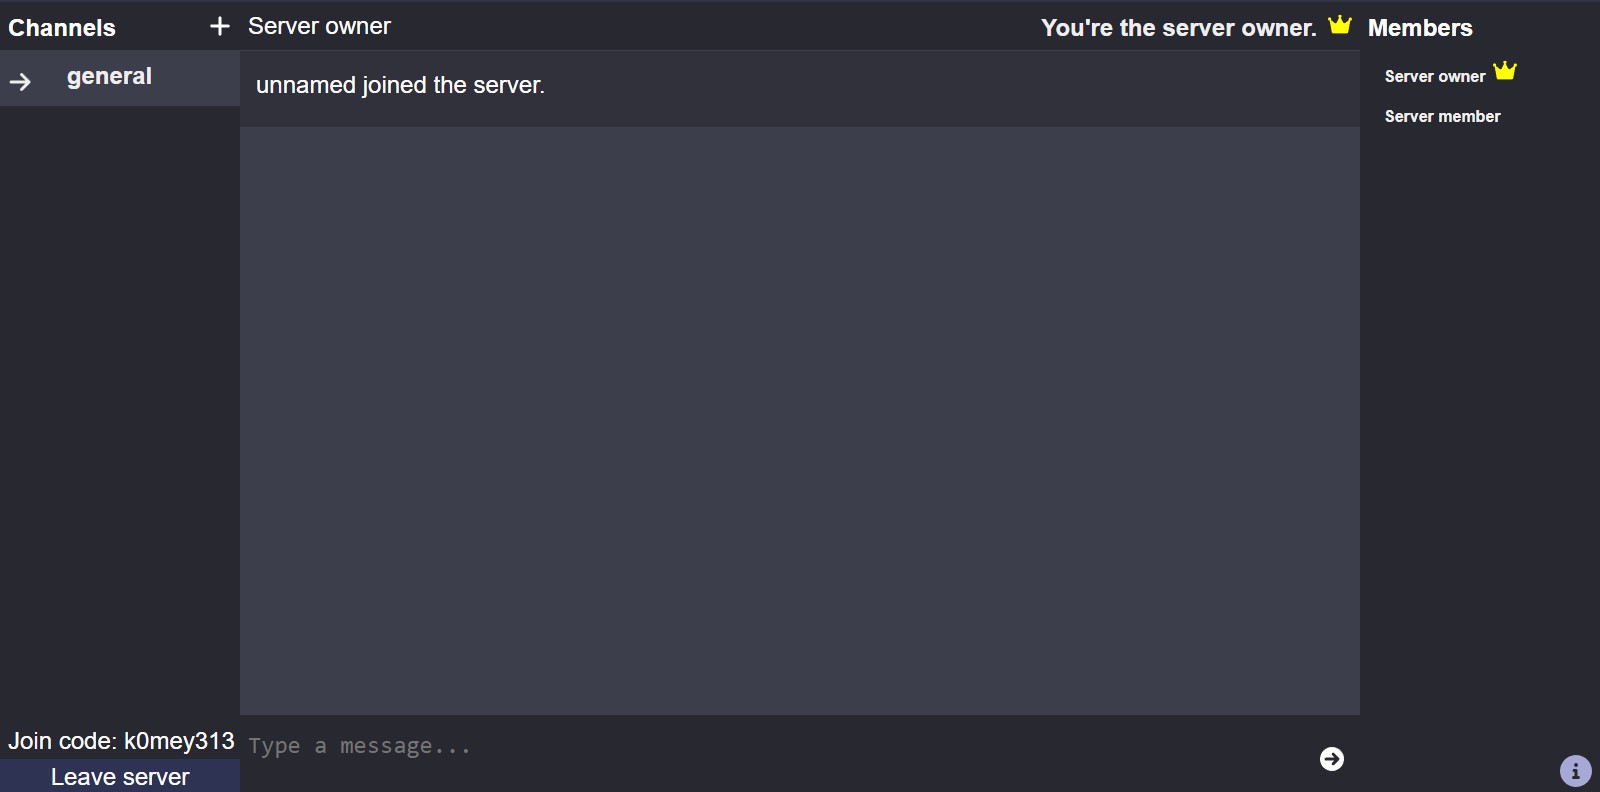 Channels
Server owner
You're the server owner.
Members
general
unnamed joined the server.
Server owner
Server member
Join code: k0mey313
Type a message...
Leave server